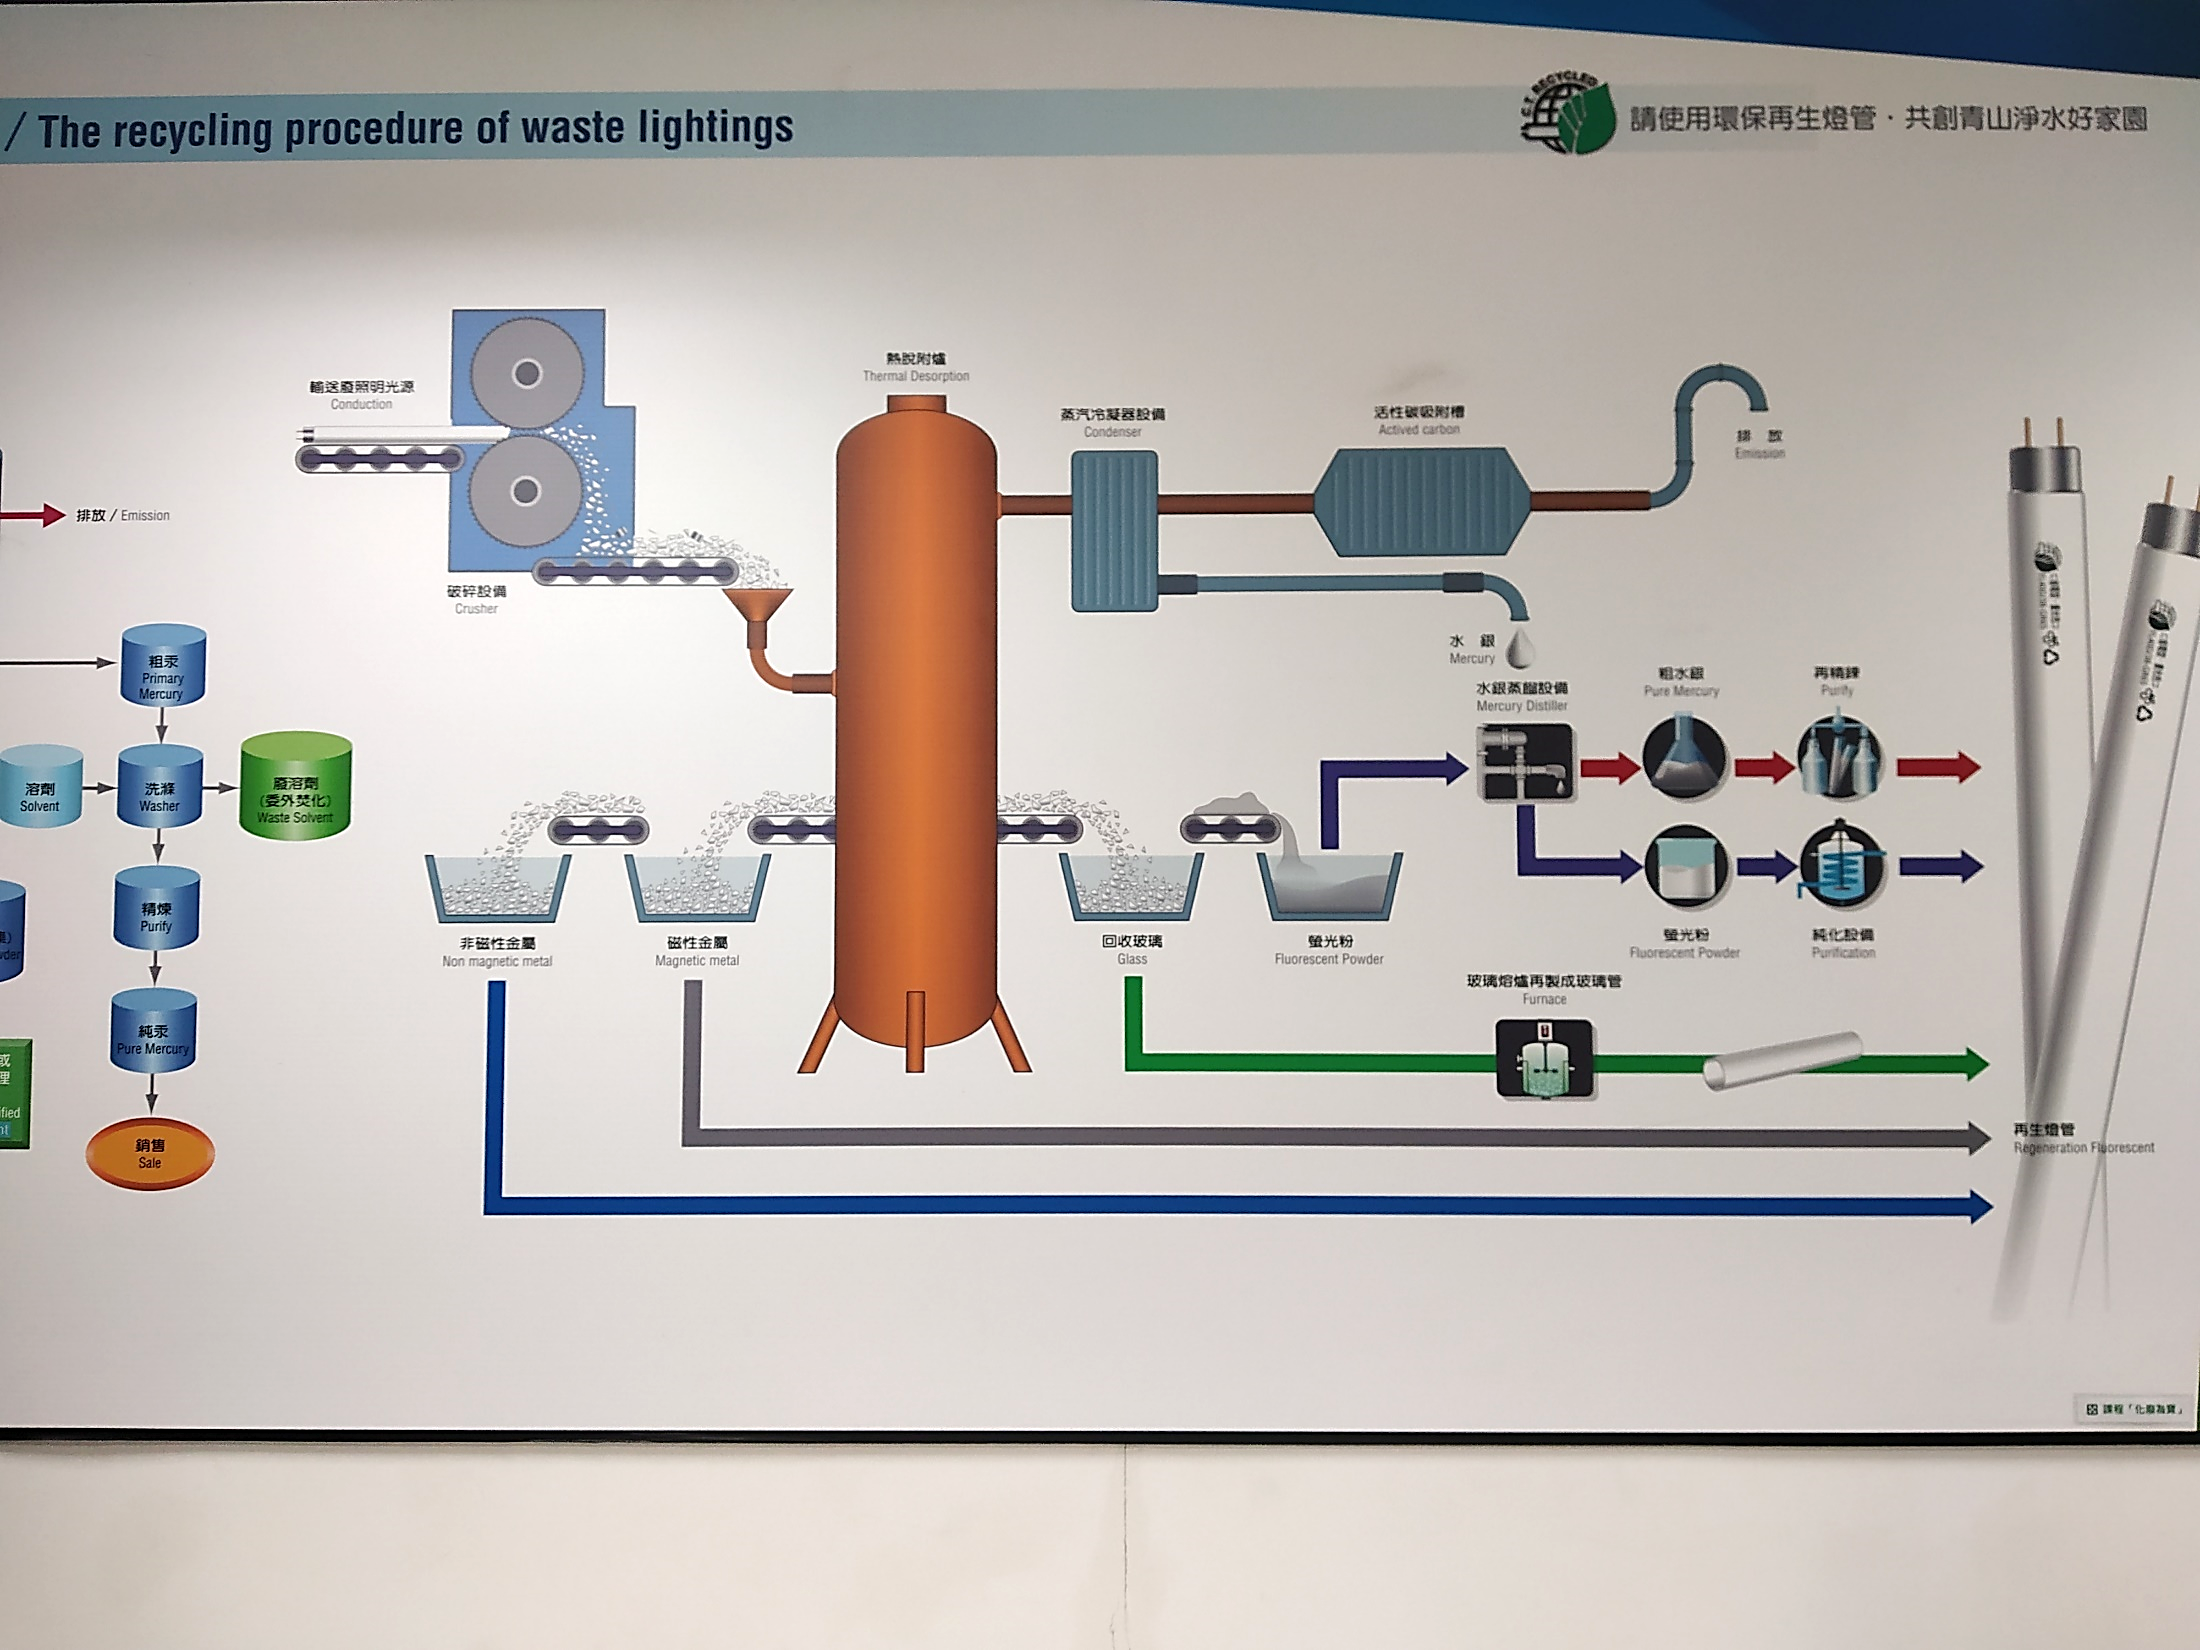 / The recycling procedure of waste lightings
C.T. RECYCLED
請使用環保再生燈管・共創青山淨水好家園
排放 / Emission
粗汞
Primary
Mercury
溶劑
Solvent
洗滌
Washer
廢溶劑
(委外焚化)
Waste Solvent
精煉
Purify
純汞
Pure Mercury
銷售
Sale
輸送廢照明光源
Conduction
破碎設備
Crusher
熱脫附爐
Thermal Desorption
蒸汽冷凝器設備
Condenser
活性碳吸附槽
Actived carbon
排 放
Emission
水 銀
Mercury
水銀蒸餾設備
Mercury Distiller
粗水銀
Pure Mercury
再精鍊
Purify
非磁性金屬
Non magnetic metal
磁性金屬
Magnetic metal
回收玻璃
Glass
螢光粉
Fluorescent Powder
螢光粉
Fluorescent Powder
純化設備
Purification
玻璃熔爐再製成玻璃管
Furnace
再生燈管
Regeneration Fluorescent
課程「化廢為寶」